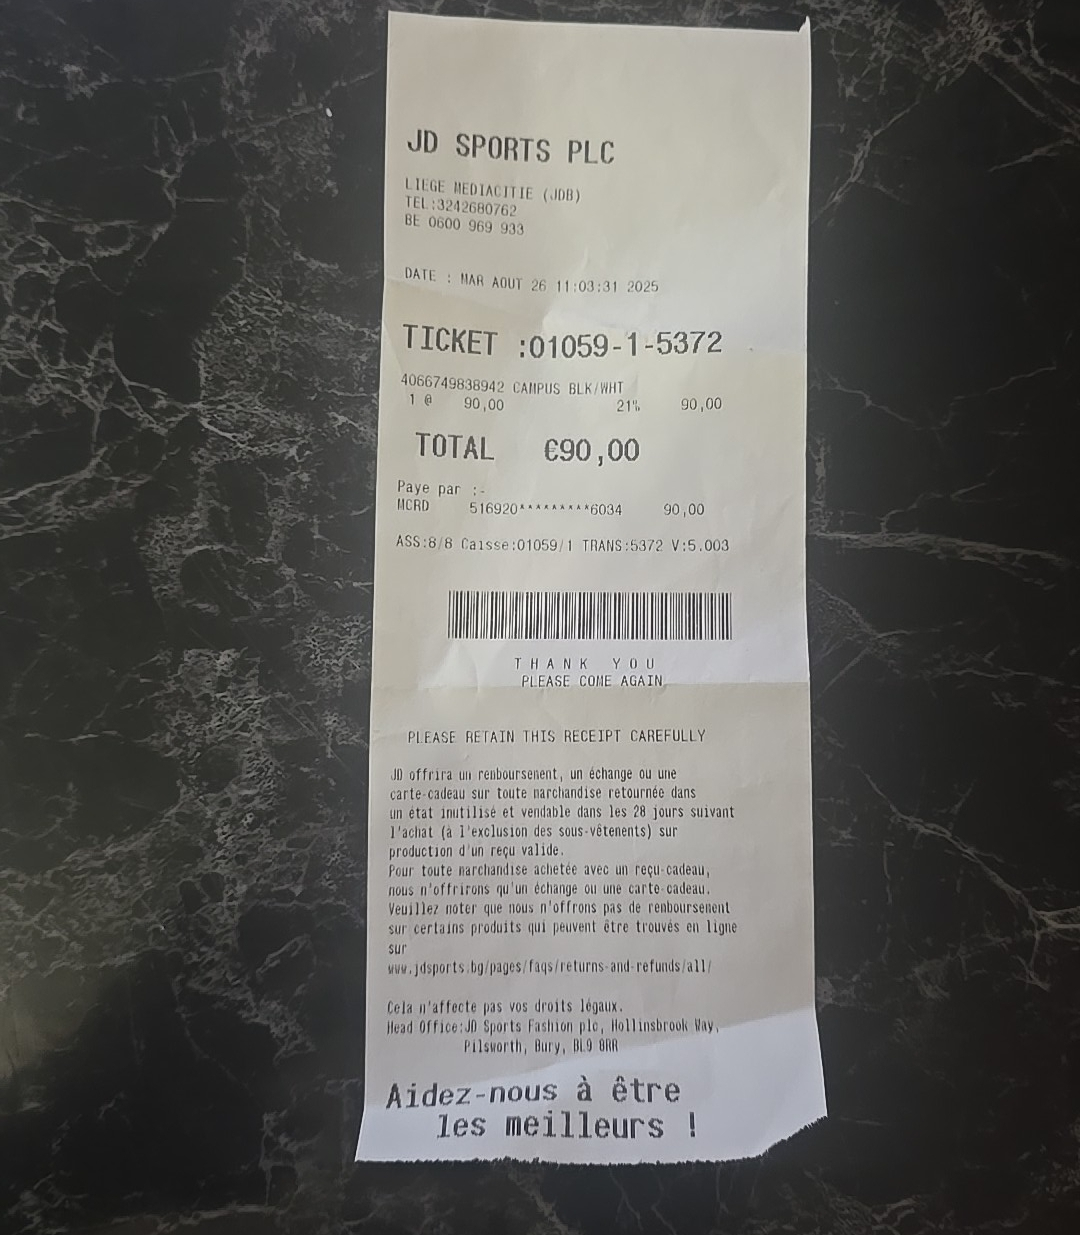 JD SPORTS PLC
LIEGE MEDIACITIE (JDB)
TEL:3242680762
BE 0600 969 933
DATE : MAR AOUT 26 11:03:31 2025
TICKET :01059-1-5372
4066749838942 CAMPUS BLK/WHT
1 @ 90,00 21% 90,00
TOTAL €90,00
Paye par :-
MCRD 516920*********6034 90,00
ASS:8/8 Caisse:01059/1 TRANS:5372 V:5.003
THANK YOU
PLEASE COME AGAIN
PLEASE RETAIN THIS RECEIPT CAREFULLY
JD offrira un remboursement, un échange ou une
carte-cadeau sur toute marchandise retournée dans
un état inutilisé et vendable dans les 28 jours suivant
l'achat (à l'exclusion des sous-vêtements) sur
production d'un reçu valide.
Pour toute marchandise achetée avec un reçu-cadeau,
nous n'offrirons qu'un échange ou une carte-cadeau.
Veuillez noter que nous n'offrons pas de remboursement
sur certains produits qui peuvent être trouvés en ligne
sur
www.jdsports.bg/pages/faqs/returns-and-refunds/all/
Cela n'affecte pas vos droits légaux.
Head Office:JD Sports Fashion plc, Hollinsbrook Way,
Pilsworth, Bury, BL9 8RR
Aidez-nous à être
les meilleurs !